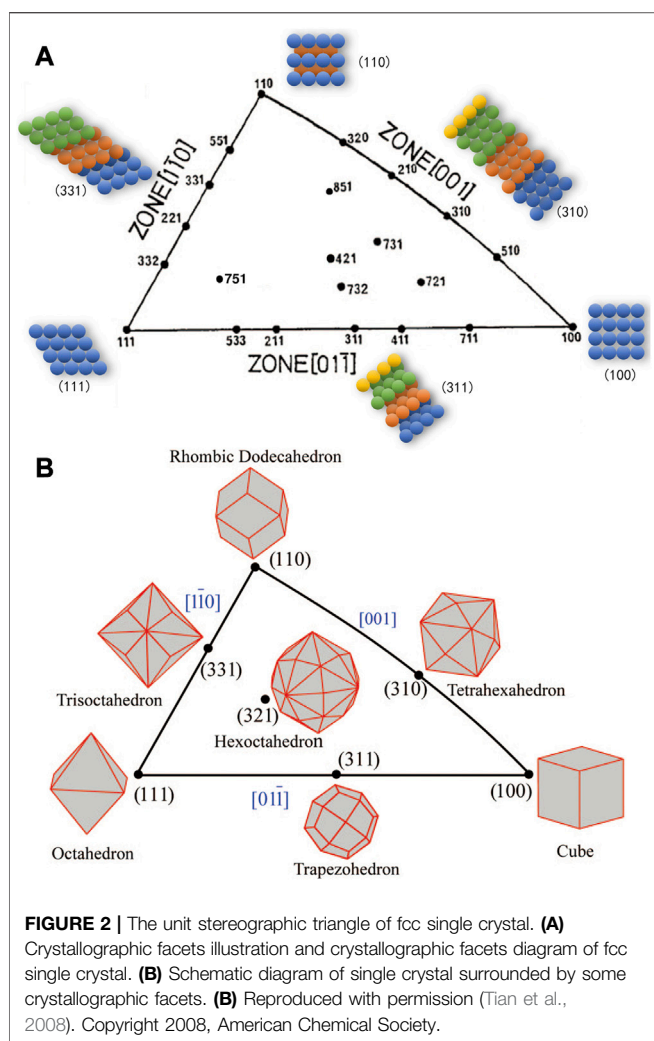 A
(110)
110
(331)
551
ZONE[11̅0]
331
221
332
320
ZONE[001]
210
310
(310)
510
851
731
421
751
732
721
111
533
211
311
411
711
100
(111)
ZONE[011̅]
(311)
(100)
B
Rhombic Dodecahedron
(110)
[11̅0]
[001]
(331)
Trisoctahedron
(310)
Tetrahexahedron
(321)
Hexoctahedron
(111)
(311)
(100)
[011̅]
Octahedron
Trapezohedron
Cube
FIGURE 2 | The unit stereographic triangle of fcc single crystal. (A)
Crystallographic facets illustration and crystallographic facets diagram of fcc
single crystal. (B) Schematic diagram of single crystal surrounded by some
crystallographic facets. (B) Reproduced with permission (Tian et al.,
2008). Copyright 2008, American Chemical Society.